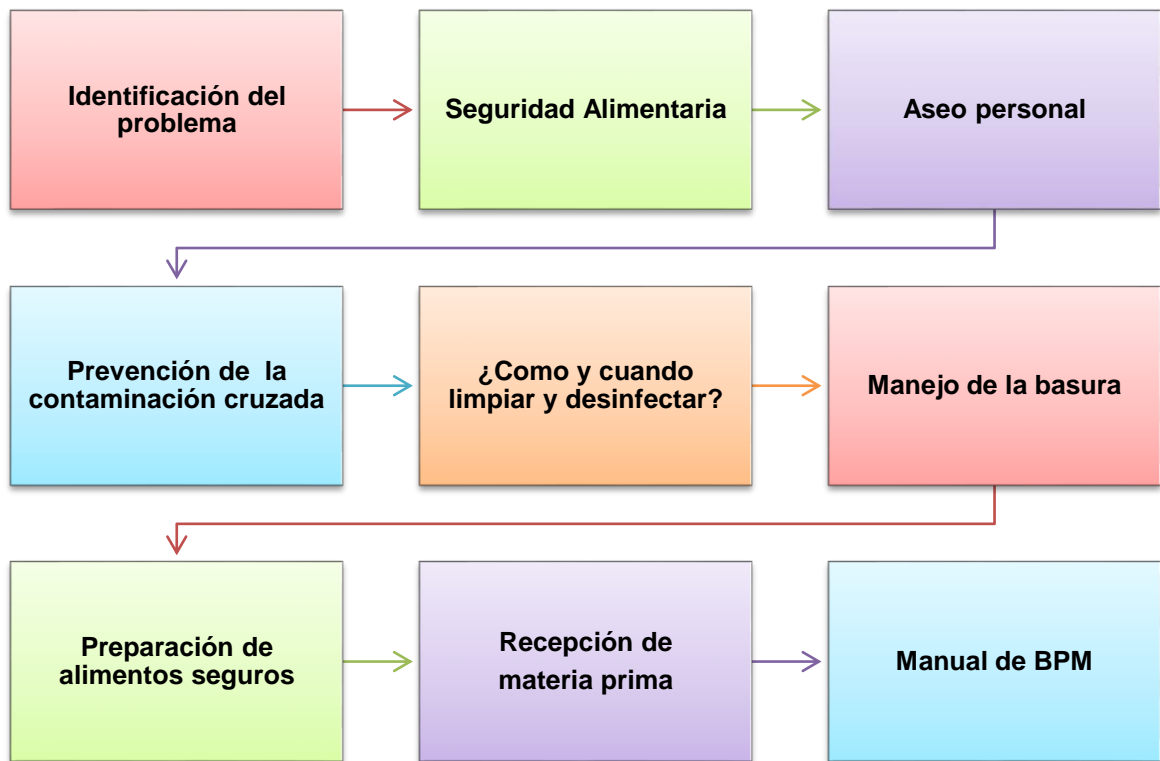 Identificación del
problema
Seguridad Alimentaria
Aseo personal
Prevención de la
contaminación cruzada
¿Como y cuando
limpiar y desinfectar?
Manejo de la basura
Preparación de
alimentos seguros
Recepción de
materia prima
Manual de BPM